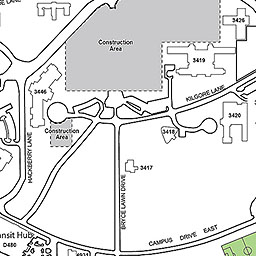 LANE
3426
Construction
Area
3419
3446
KILGORE LANE
Construction
Area
3418
3420
HACKBERRY LANE
3417
BRYCE LAWN DRIVE
Transit Hub
D480
CAMPUS DRIVE EAST